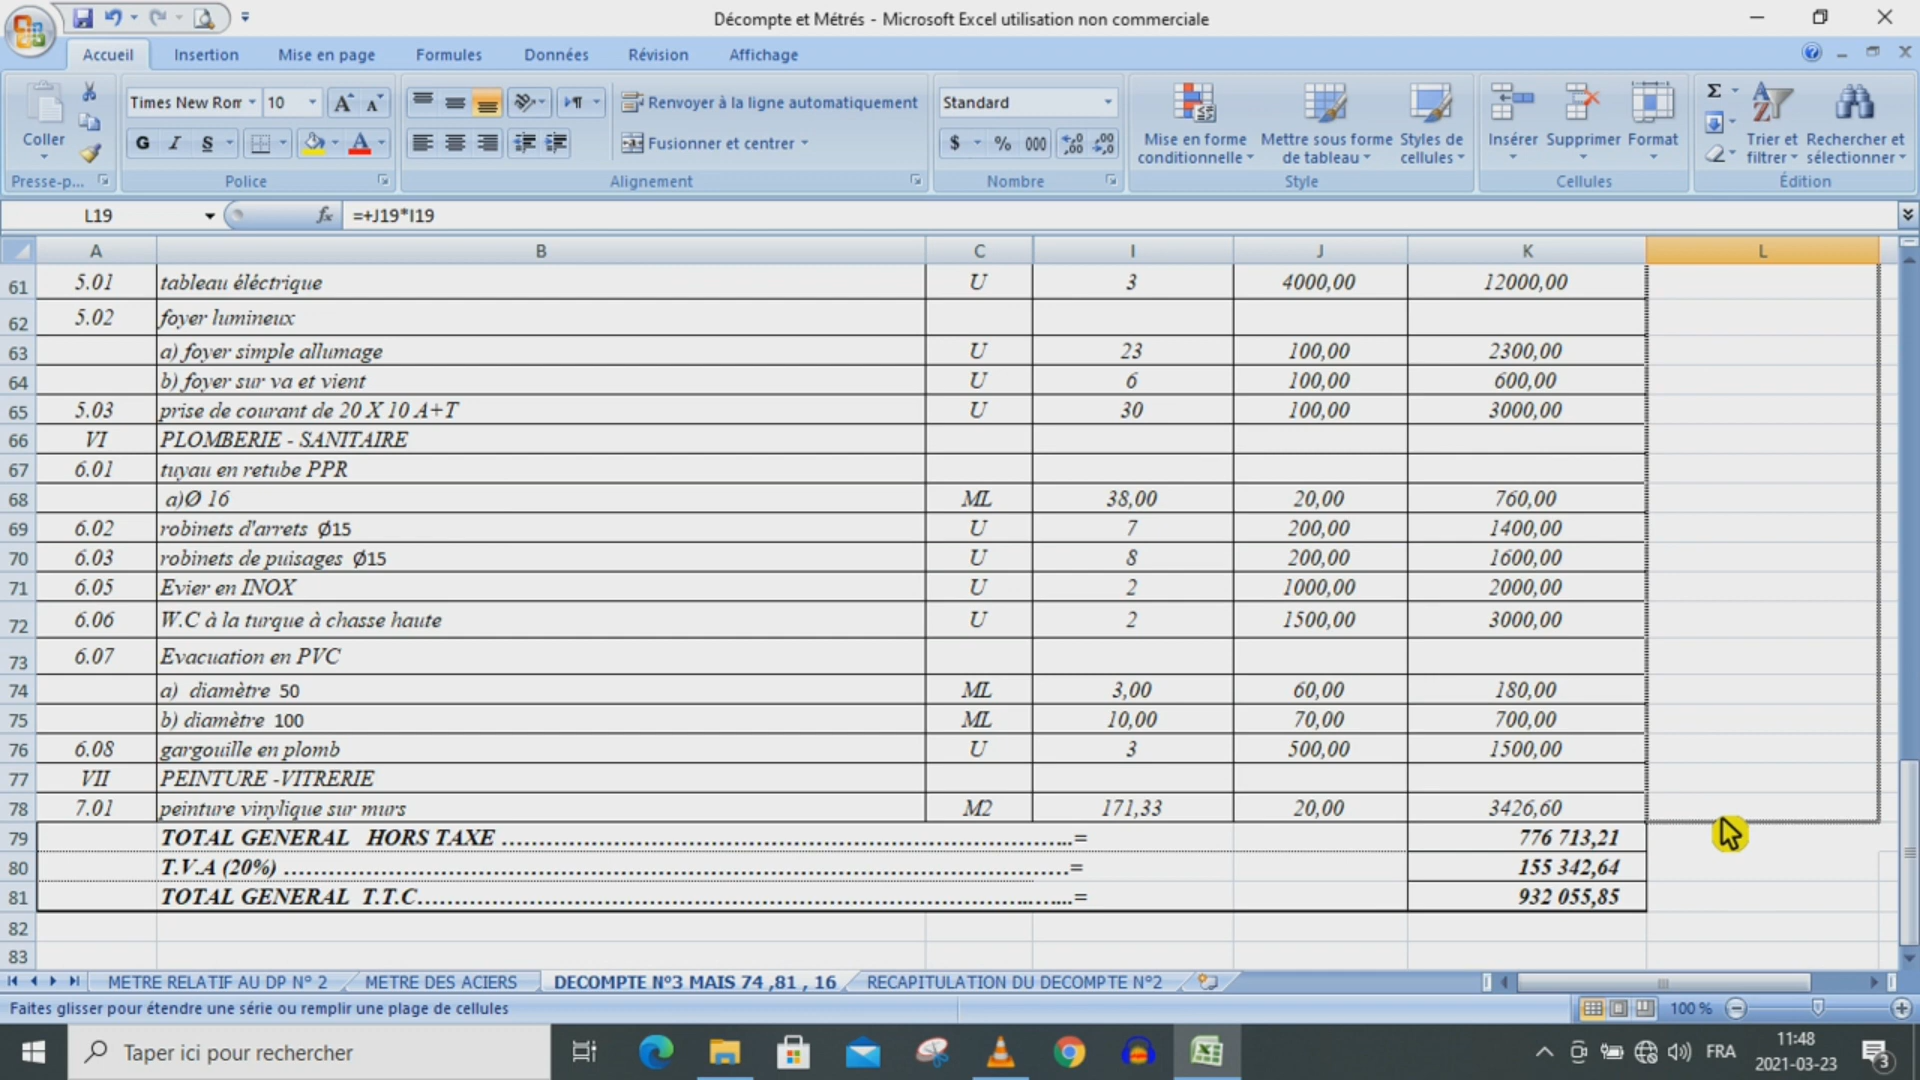 Décompte et Métrés - Microsoft Excel utilisation non commerciale
Accueil Insertion Mise en page Formules Données Révision Affichage
Times New Rom 10 Renvoyer à la ligne automatiquement Standard
Coller
G I S Fusionner et centrer $ % 000
Mise en forme conditionnelle Mettre sous forme de tableau Styles de cellules Insérer Supprimer Format Trier et filtrer Rechercher et sélectionner
Presse-p... Police Alignement Nombre Style Cellules Édition
L19 fx =+J19*I19
A B C I J K L
61 5.01 tableau éléctrique U 3 4000,00 12000,00
62 5.02 foyer lumineux
63 a) foyer simple allumage U 23 100,00 2300,00
64 b) foyer sur va et vient U 6 100,00 600,00
65 5.03 prise de courant de 20 X 10 A+T U 30 100,00 3000,00
66 VI PLOMBERIE - SANITAIRE
67 6.01 tuyau en retube PPR
68 a)Ø 16 ML 38,00 20,00 760,00
69 6.02 robinets d'arrets Ø15 U 7 200,00 1400,00
70 6.03 robinets de puisages Ø15 U 8 200,00 1600,00
71 6.05 Evier en INOX U 2 1000,00 2000,00
72 6.06 W.C à la turque à chasse haute U 2 1500,00 3000,00
73 6.07 Evacuation en PVC
74 a) diamètre 50 ML 3,00 60,00 180,00
75 b) diamètre 100 ML 10,00 70,00 700,00
76 6.08 gargouille en plomb U 3 500,00 1500,00
77 VII PEINTURE -VITRERIE
78 7.01 peinture vinylique sur murs M2 171,33 20,00 3426,60
79 TOTAL GENERAL HORS TAXE ..............................= 776 713,21
80 T.V.A (20%) ..............................= 155 342,64
81 TOTAL GENERAL T.T.C..............................= 932 055,85
82
83
METRE RELATIF AU DP N° 2 METRE DES ACIERS DECOMPTE N°3 MAIS 74 ,81 , 16 RECAPITULATION DU DECOMPTE N°2
Faites glisser pour étendre une série ou remplir une plage de cellules 100 %
Taper ici pour rechercher FRA 11:48
2021-03-23 3